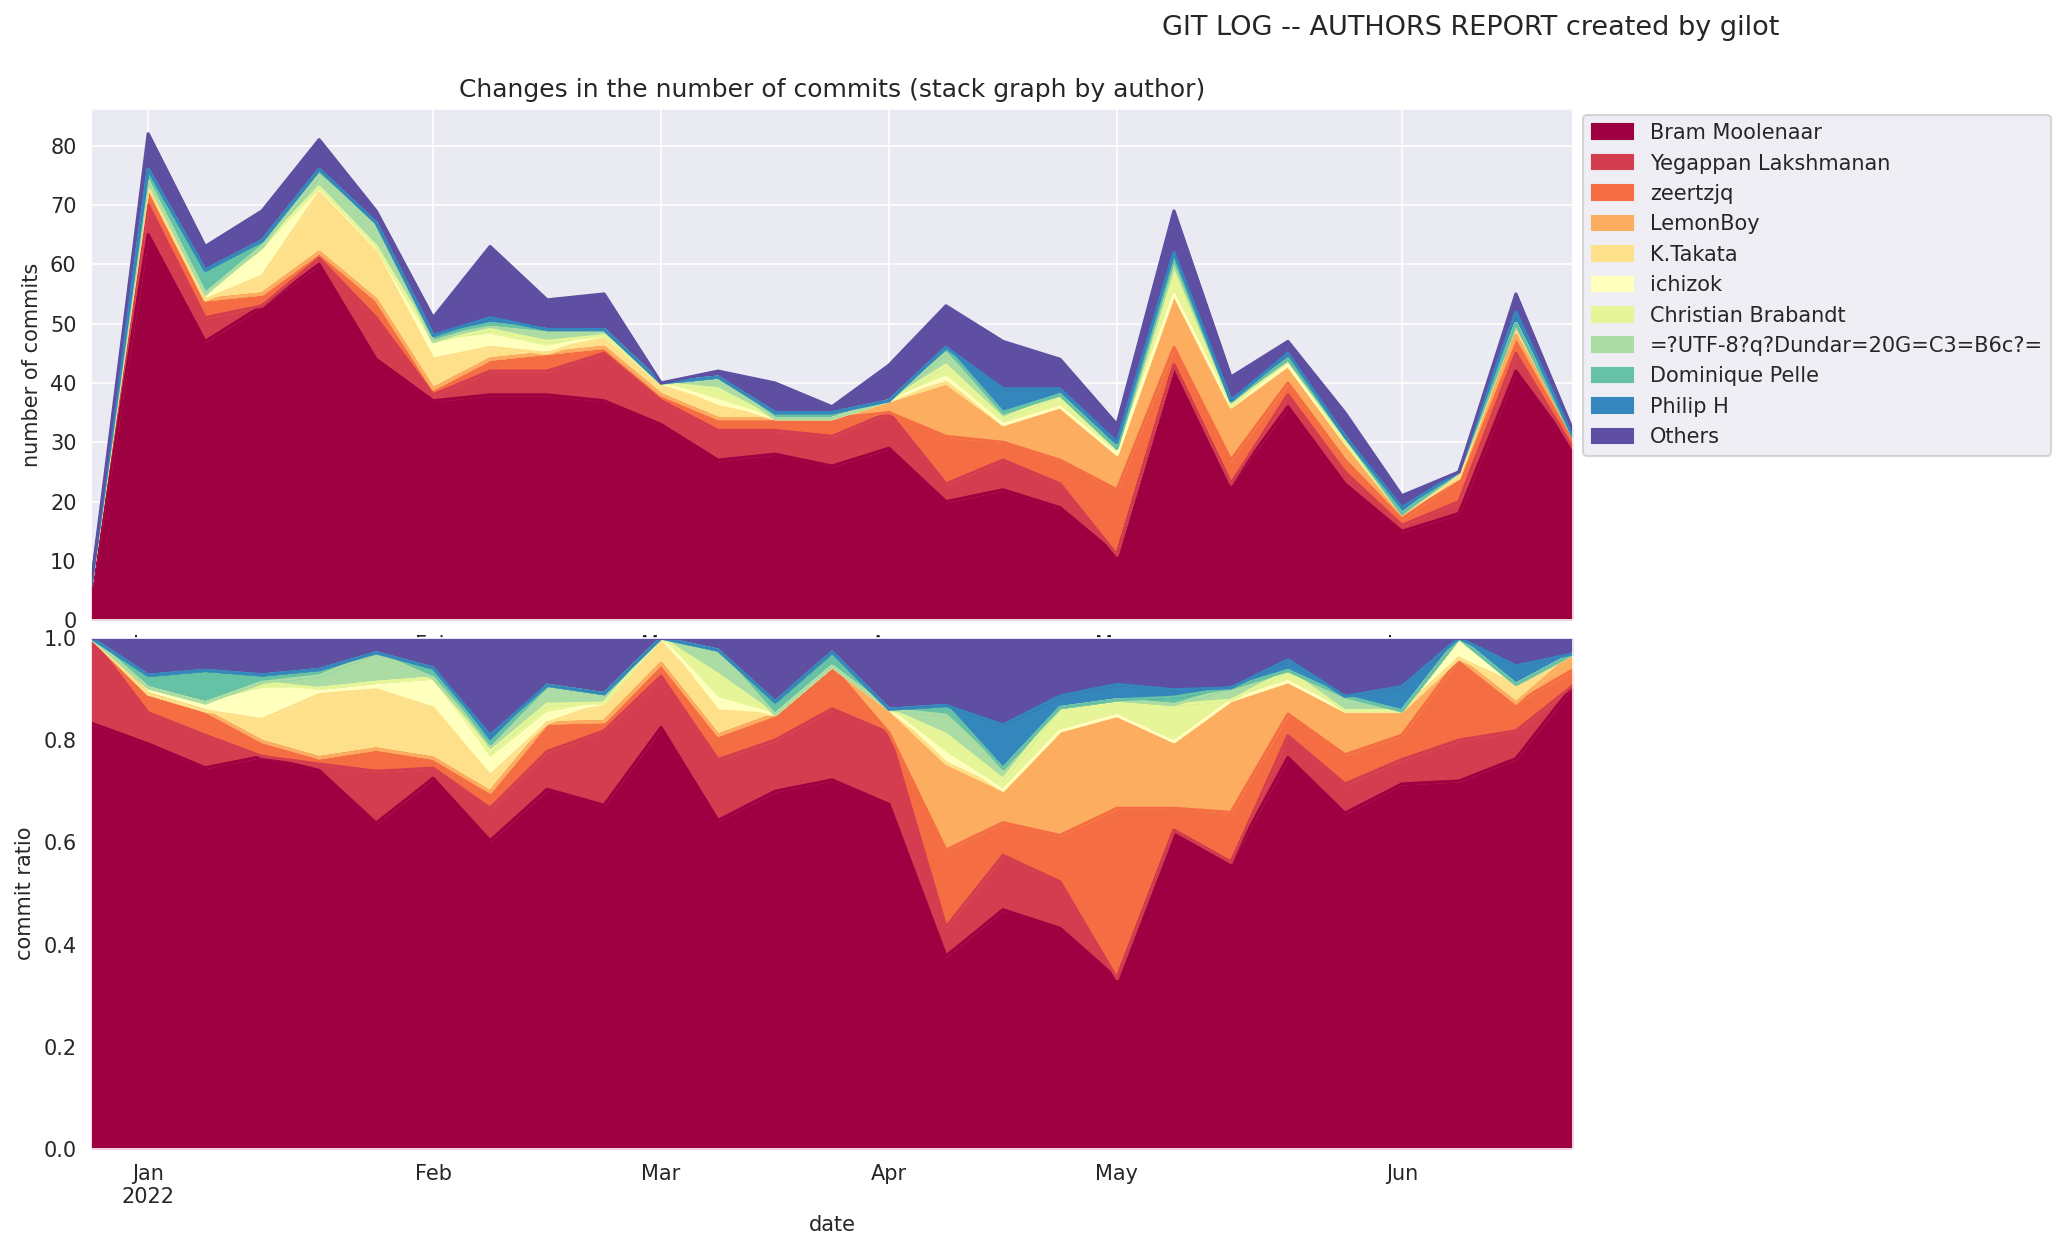 GIT LOG -- AUTHORS REPORT created by gilot
Changes in the number of commits (stack graph by author)
number of commits
80
70
60
50
40
30
20
10
0
Bram Moolenaar
Yegappan Lakshmanan
zeertzjq
LemonBoy
K.Takata
ichizok
Christian Brabandt
=?UTF-8?q?Dundar=20G=C3=B6c?=
Dominique Pelle
Philip H
Others
commit ratio
1.0
0.8
0.6
0.4
0.2
0.0
Jan Feb Mar Apr May Jun
2022
date